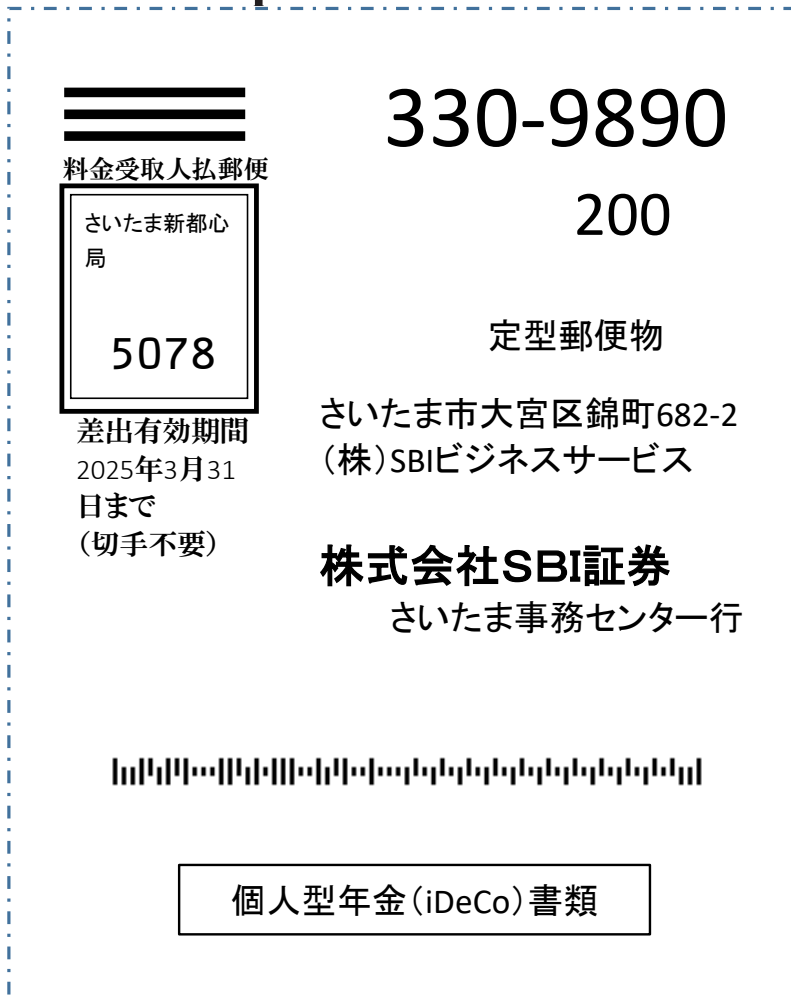 330-9890
200
料金受取人払郵便
さいたま新都心
局
5078
差出有効期間
2025年3月31
日まで
（切手不要）
定型郵便物
さいたま市大宮区錦町682-2
（株）SBIビジネスサービス
株式会社SBI証券
さいたま事務センター行
個人型年金（iDeCo）書類